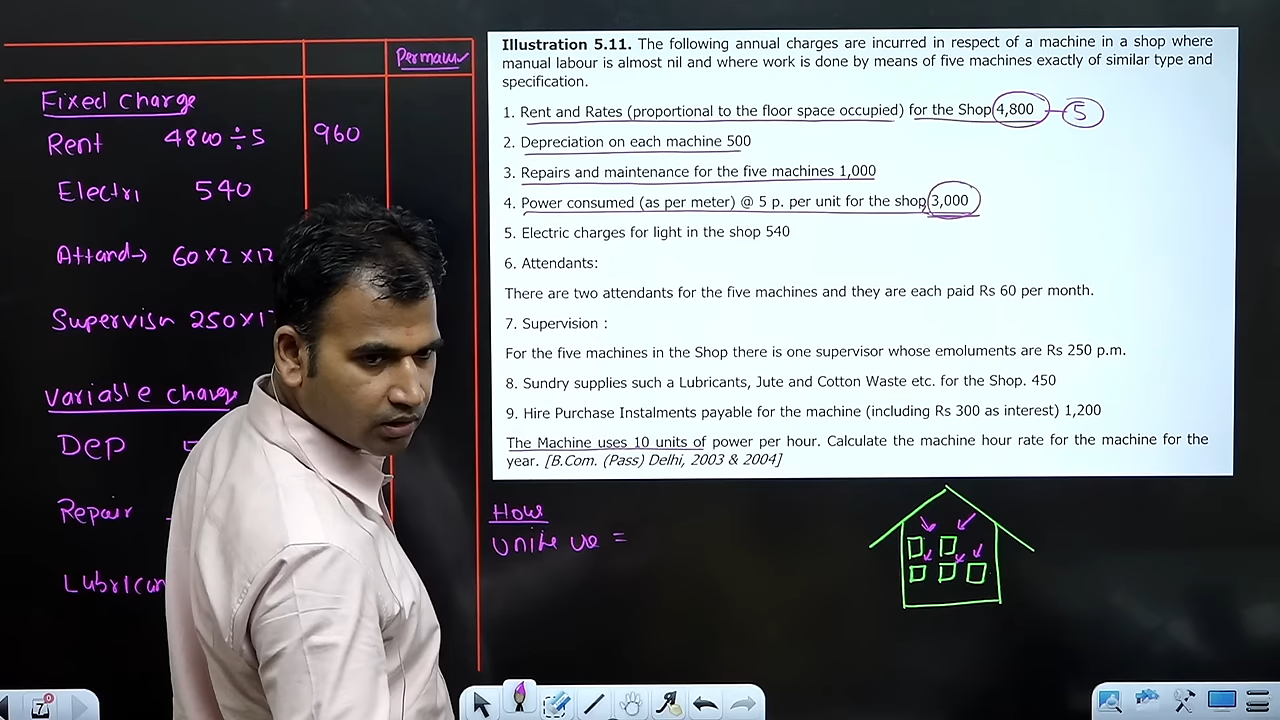 Per mauv
Fixed Charge
Rent 4800 ÷ 5 960
Electri 540
Attand→ 60×2×12
Supervisn 250×1
Variable charge
Dep
Repair
Lubrican
Illustration 5.11. The following annual charges are incurred in respect of a machine in a shop where
manual labour is almost nil and where work is done by means of five machines exactly of similar type and
specification.
1. Rent and Rates (proportional to the floor space occupied) for the Shop 4,800 — 5
2. Depreciation on each machine 500
3. Repairs and maintenance for the five machines 1,000
4. Power consumed (as per meter) @ 5 p. per unit for the shop 3,000
5. Electric charges for light in the shop 540
6. Attendants:
There are two attendants for the five machines and they are each paid Rs 60 per month.
7. Supervision :
For the five machines in the Shop there is one supervisor whose emoluments are Rs 250 p.m.
8. Sundry supplies such a Lubricants, Jute and Cotton Waste etc. for the Shop. 450
9. Hire Purchase Instalments payable for the machine (including Rs 300 as interest) 1,200
The Machine uses 10 units of power per hour. Calculate the machine hour rate for the machine for the
year. [B.Com. (Pass) Delhi, 2003 & 2004]
7
0